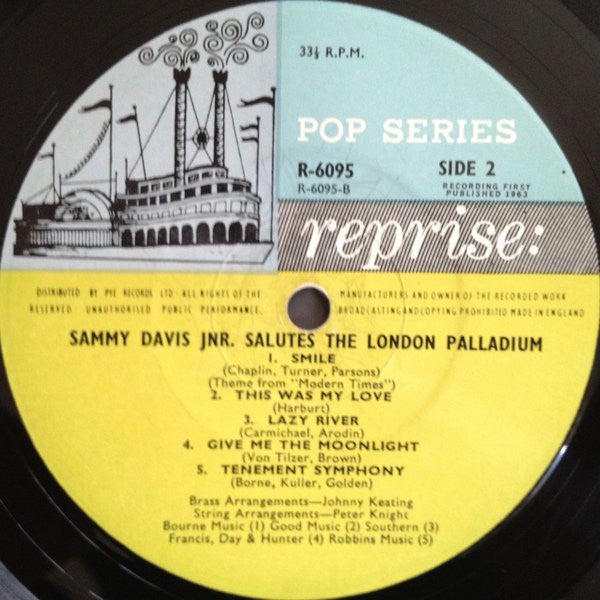 33⅓ R.P.M.
POP SERIES
R-6095 SIDE 2
R-6095-B RECORDING FIRST
PUBLISHED 1963
reprise:
DISTRIBUTED BY PYE RECORDS LTD · ALL RIGHTS OF THE MANUFACTURERS AND OWNER OF THE RECORDED WORK
RESERVED UNAUTHORISED PUBLIC PERFORMANCE, BROADCASTING AND COPYING PROHIBITED MADE IN ENGLAND
SAMMY DAVIS JNR. SALUTES THE LONDON PALLADIUM
1. SMILE
(Chaplin, Turner, Parsons)
(Theme from "Modern Times")
2. THIS WAS MY LOVE
(Harburt)
3. LAZY RIVER
(Carmichael, Arodin)
4. GIVE ME THE MOONLIGHT
(Von Tilzer, Brown)
5. TENEMENT SYMPHONY
(Borne, Kuller, Golden)
Brass Arrangements—Johnny Keating
String Arrangements—Peter Knight
Bourne Music (1) Good Music (2) Southern (3)
Francis, Day & Hunter (4) Robbins Music (5)